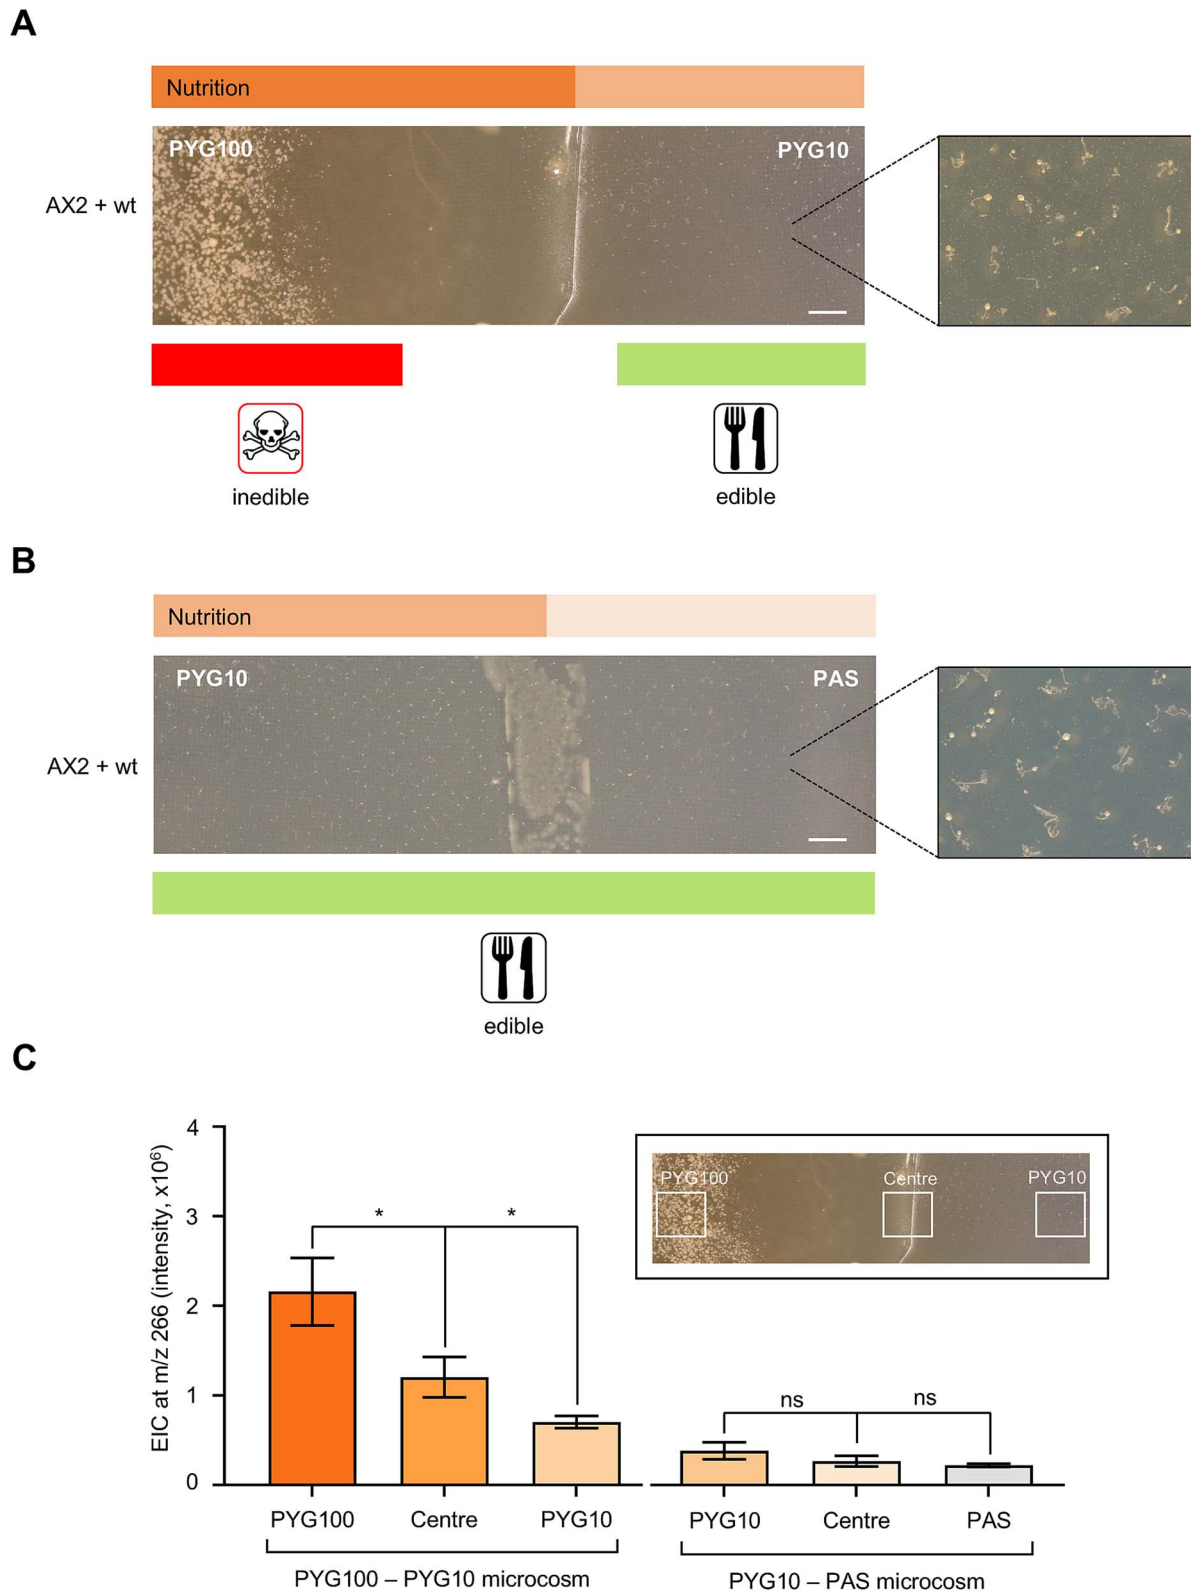 A
Nutrition
PYG100 PYG10
AX2 + wt
inedible edible
B
Nutrition
PYG10 PAS
AX2 + wt
edible
C
EIC at m/z 266 (intensity, x10⁶)
4
3
2
1
0
* *
PYG100 Centre PYG10
ns ns
PYG100 Centre PYG10 PYG10 Centre PAS
PYG100 – PYG10 microcosm PYG10 – PAS microcosm